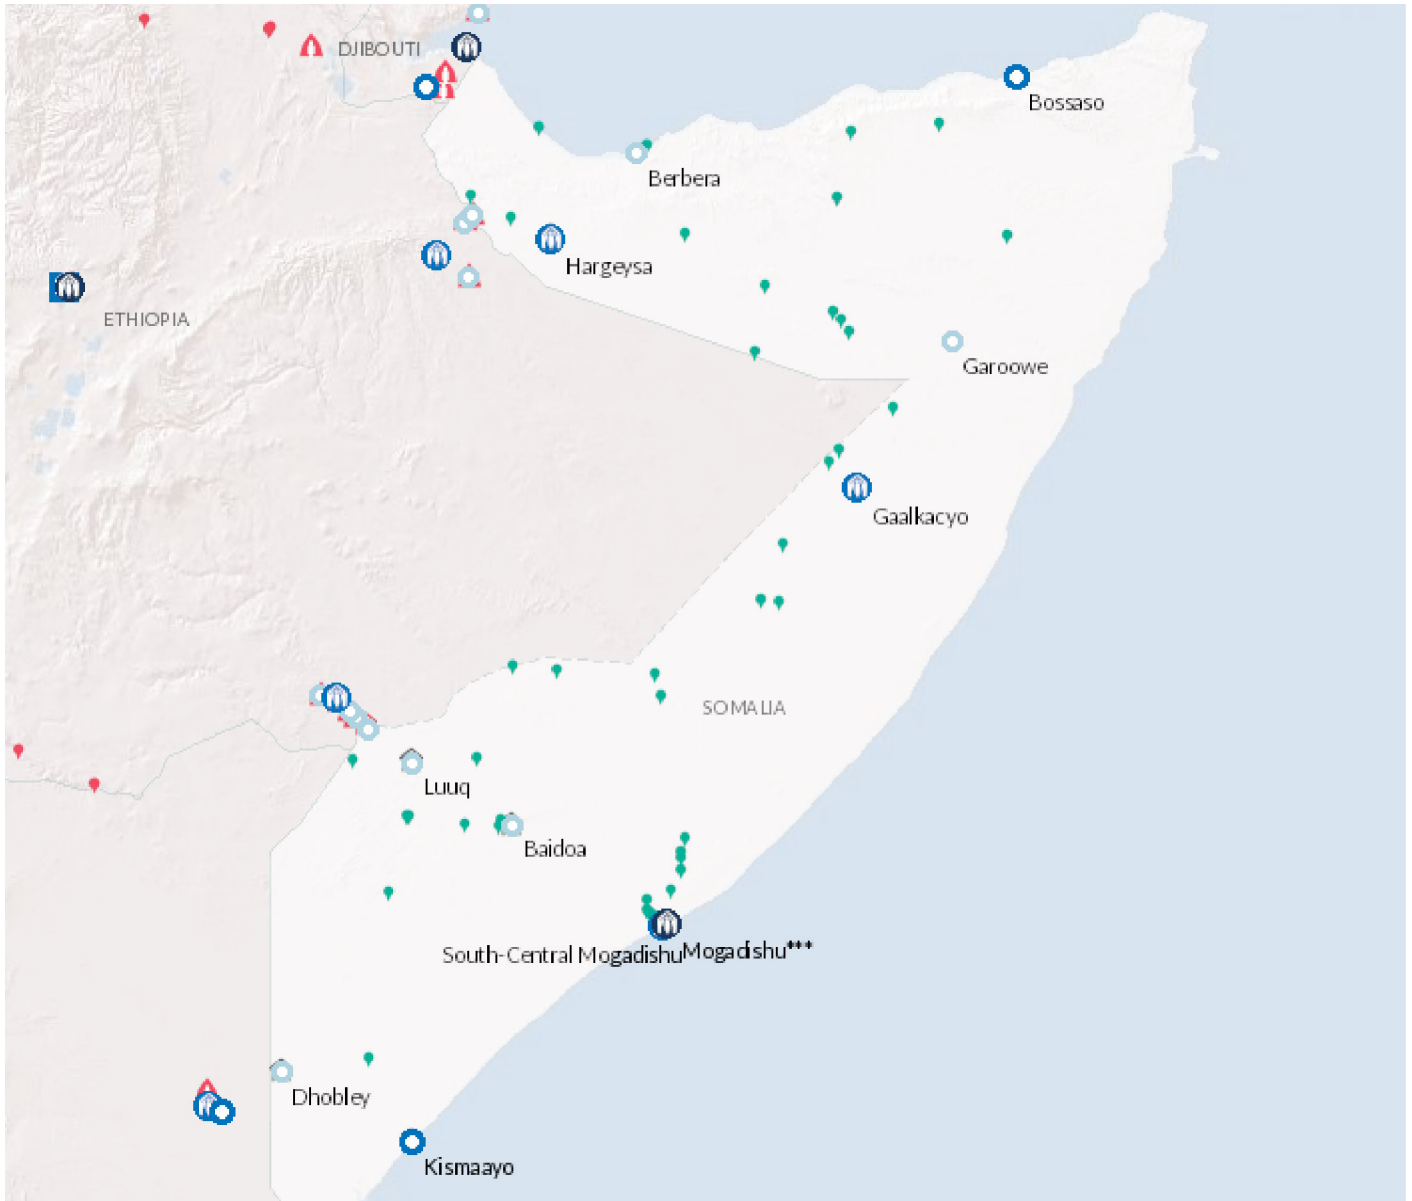 DJIBOUTI
Bossaso
Berbera
Hargeysa
ETHIOPIA
Garoowe
Gaalkacyo
SOMALIA
Luuq
Baidoa
South-Central Mogadishu
Mogadishu***
Dhobley
Kismaayo